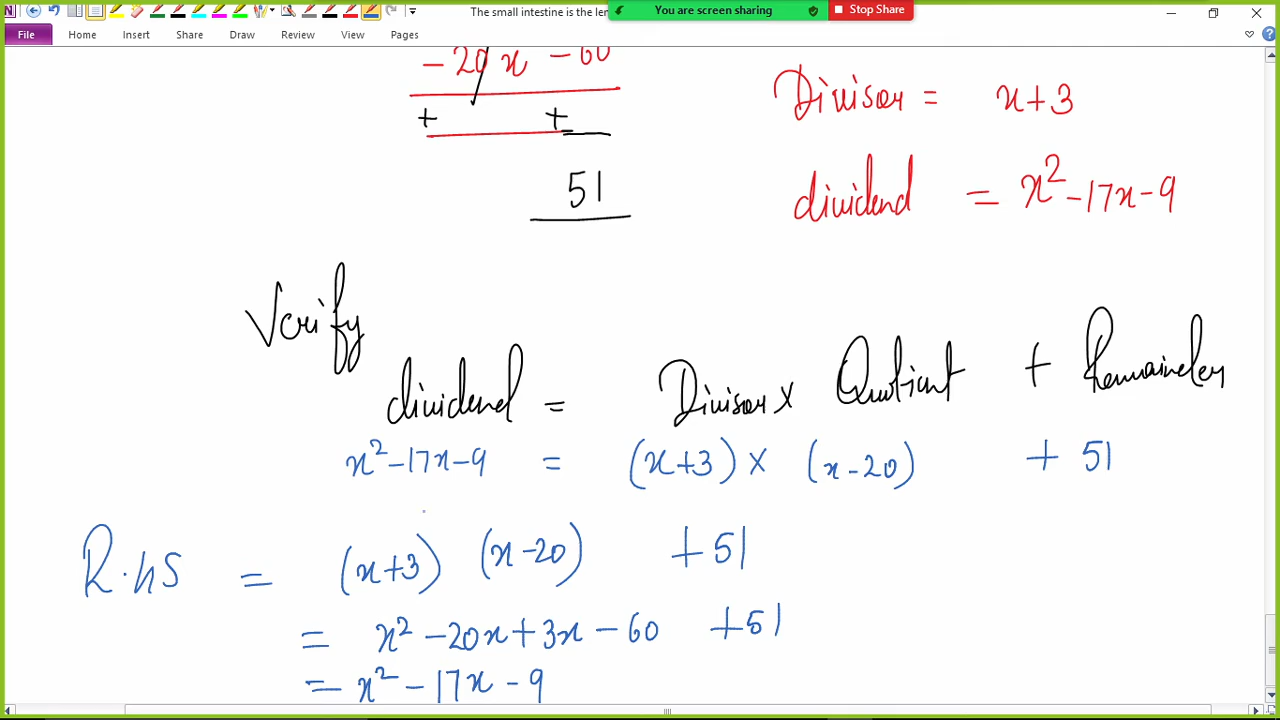 The small intestine is the len
You are screen sharing
Stop Share
File Home Insert Share Draw Review View Pages
- 20x - 60
+ +
51
Divisor = x+3
dividend = x² -17x-9
Verify
dividend = Divisor x Quotient + Remainder
x² -17x-9 = (x+3) x (x-20) + 51
R.hS = (x+3) (x-20) +51
= x² -20x+3x - 60 +51
= x² - 17x - 9